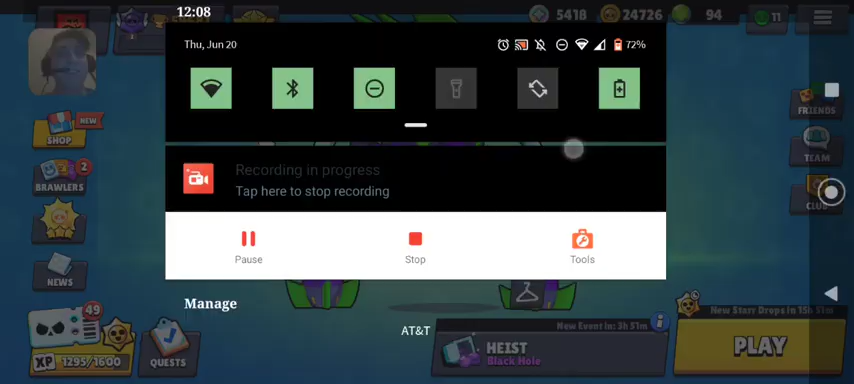 12:08
5418
24726
94
11
Thu, Jun 20
72%
NEW
SHOP
FRIENDS
Recording in progress
Tap here to stop recording
TEAM
2
BRAWLERS
CLUB
Pause
Stop
Tools
NEWS
Manage
49
New Starr Drops in 15h 51m
New Event in: 3h 51m
AT&T
HEIST
Black Hole
PLAY
XP
1295/1600
QUESTS